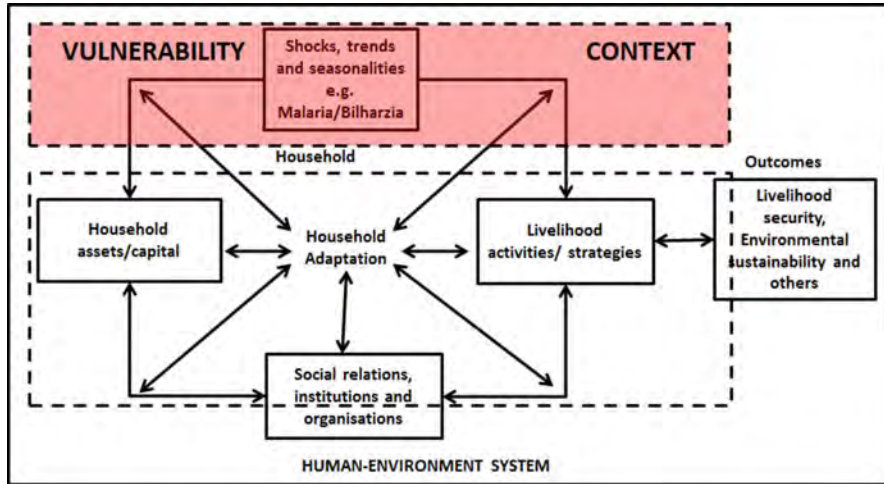 VULNERABILITY
Shocks, trends
and seasonalities
e.g.
Malaria/Bilharzia
CONTEXT
Household
Outcomes
Household
assets/capital
Household
Adaptation
Livelihood
activities/ strategies
Livelihood
security,
Environmental
sustainability and
others
Social relations,
institutions and
organisations
HUMAN-ENVIRONMENT SYSTEM